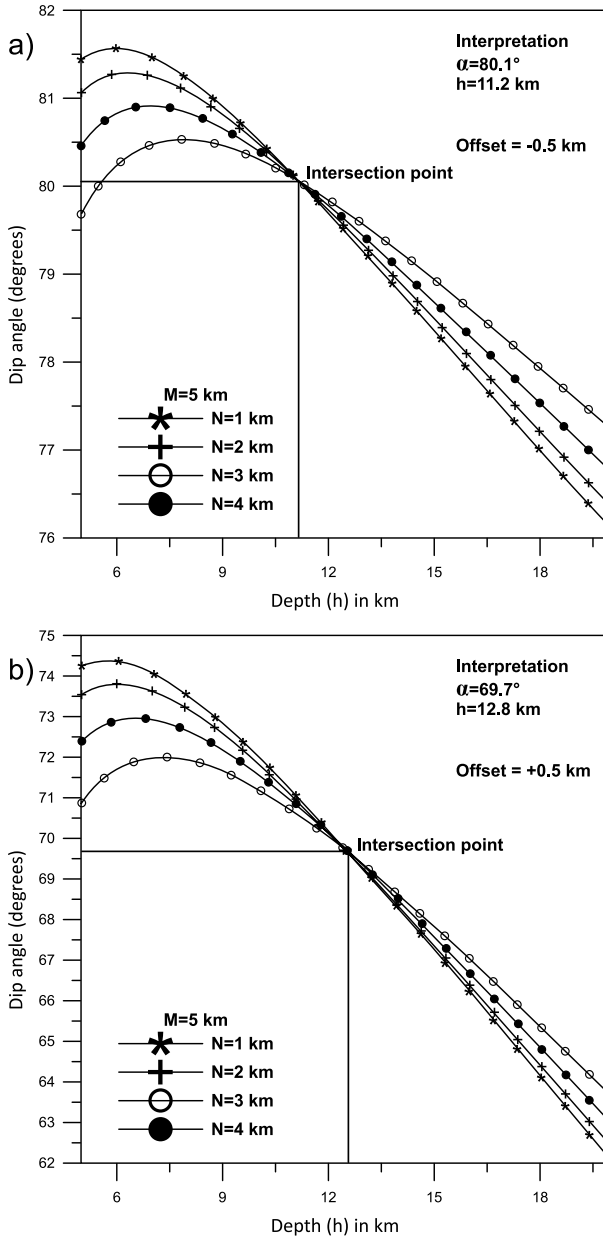 a)
82
81
80
79
78
77
76
Dip angle (degrees)
Interpretation
α=80.1°
h=11.2 km
Offset = -0.5 km
Intersection point
M=5 km
N=1 km
N=2 km
N=3 km
N=4 km
6 9 12 15 18
Depth (h) in km
b)
75
74
73
72
71
70
69
68
67
66
65
64
63
62
Dip angle (degrees)
Interpretation
α=69.7°
h=12.8 km
Offset = +0.5 km
Intersection point
M=5 km
N=1 km
N=2 km
N=3 km
N=4 km
6 9 12 15 18
Depth (h) in km